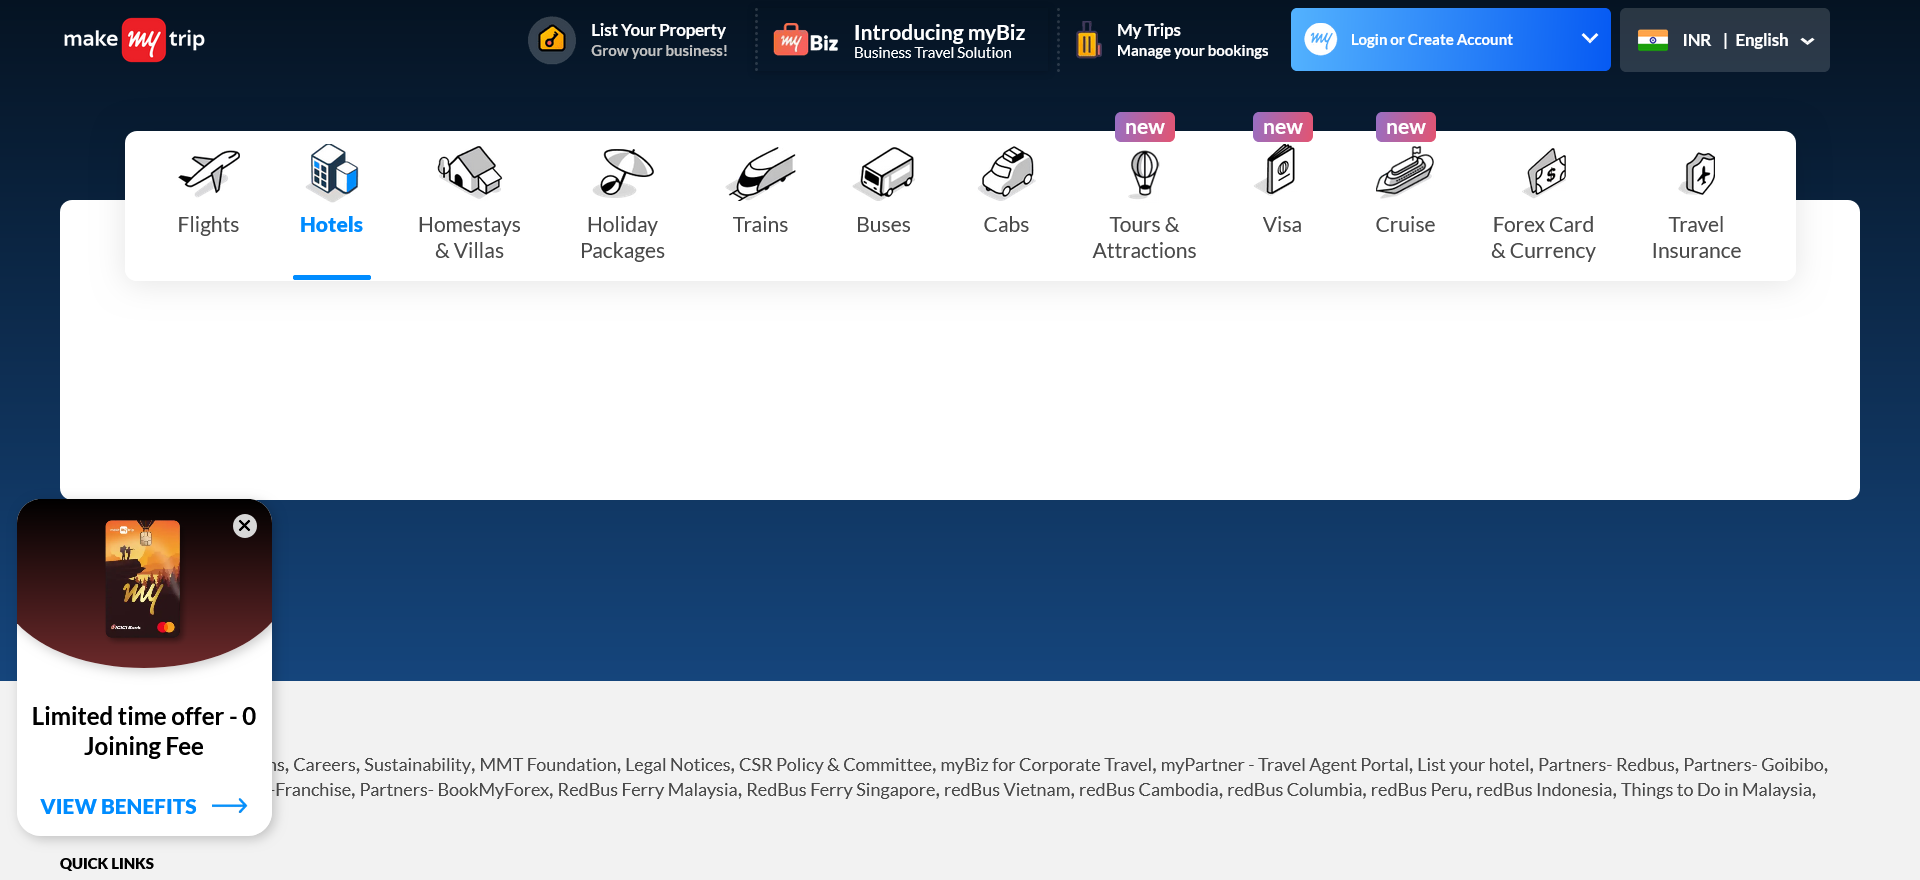 make my trip
List Your Property
Grow your business!
my Biz
Introducing myBiz
Business Travel Solution
My Trips
Manage your bookings
my
Login or Create Account
INR | English
new
new
new
Flights
Hotels
Homestays
& Villas
Holiday
Packages
Trains
Buses
Cabs
Tours &
Attractions
Visa
Cruise
Forex Card
& Currency
Travel
Insurance
my
ICICI Bank
Limited time offer - 0
Joining Fee
VIEW BENEFITS
, Careers, Sustainability, MMT Foundation, Legal Notices, CSR Policy & Committee, myBiz for Corporate Travel, myPartner - Travel Agent Portal, List your hotel, Partners- Redbus, Partners- Goibibo,
-Franchise, Partners- BookMyForex, RedBus Ferry Malaysia, RedBus Ferry Singapore, redBus Vietnam, redBus Cambodia, redBus Columbia, redBus Peru, redBus Indonesia, Things to Do in Malaysia,
QUICK LINKS